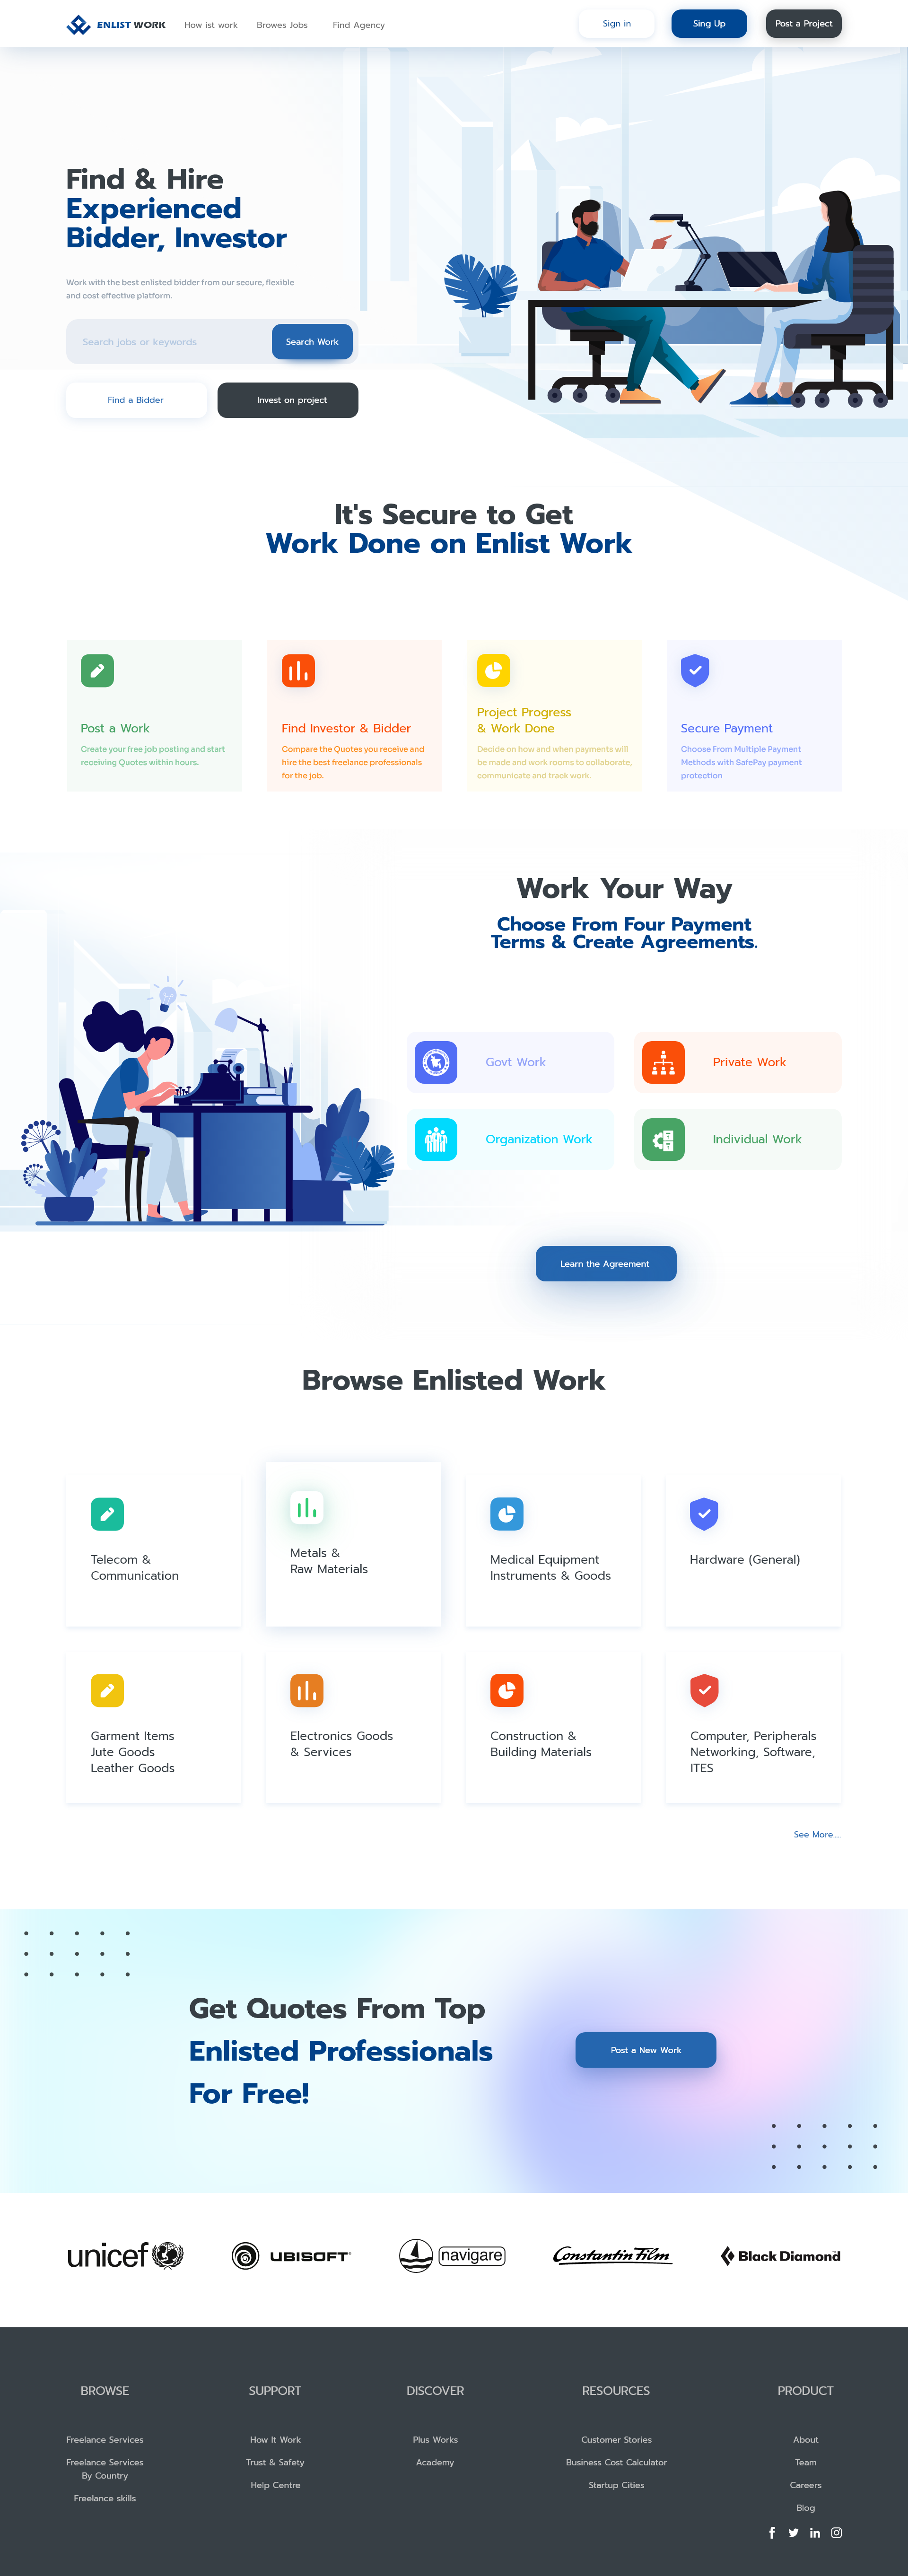 ENLIST WORK
How ist work
Browes Jobs
Find Agency
Sign in
Sing Up
Post a Project
Find & Hire
Experienced
Bidder, Investor
Work with the best enlisted bidder from our secure, flexible
and cost effective platform.
Search jobs or keywords
Search Work
Find a Bidder
Invest on project
It's Secure to Get
Work Done on Enlist Work
Post a Work
Create your free job posting and start
receiving Quotes within hours.
Find Investor & Bidder
Compare the Quotes you receive and
hire the best freelance professionals
for the job.
Project Progress
& Work Done
Decide on how and when payments will
be made and work rooms to collaborate,
communicate and track work.
Secure Payment
Choose From Multiple Payment
Methods with SafePay payment
protection
Work Your Way
Choose From Four Payment
Terms & Create Agreements.
Govt Work
Private Work
Organization Work
Individual Work
Learn the Agreement
Browse Enlisted Work
Telecom &
Communication
Metals &
Raw Materials
Medical Equipment
Instruments & Goods
Hardware (General)
Garment Items
Jute Goods
Leather Goods
Electronics Goods
& Services
Construction &
Building Materials
Computer, Peripherals
Networking, Software,
ITES
See More....
Get Quotes From Top
Enlisted Professionals
For Free!
Post a New Work
unicef
UBISOFT
navigare
Constantin Film
Black Diamond
BROWSE
Freelance Services
Freelance Services
By Country
Freelance skills
SUPPORT
How It Work
Trust & Safety
Help Centre
DISCOVER
Plus Works
Academy
RESOURCES
Customer Stories
Business Cost Calculator
Startup Cities
PRODUCT
About
Team
Careers
Blog